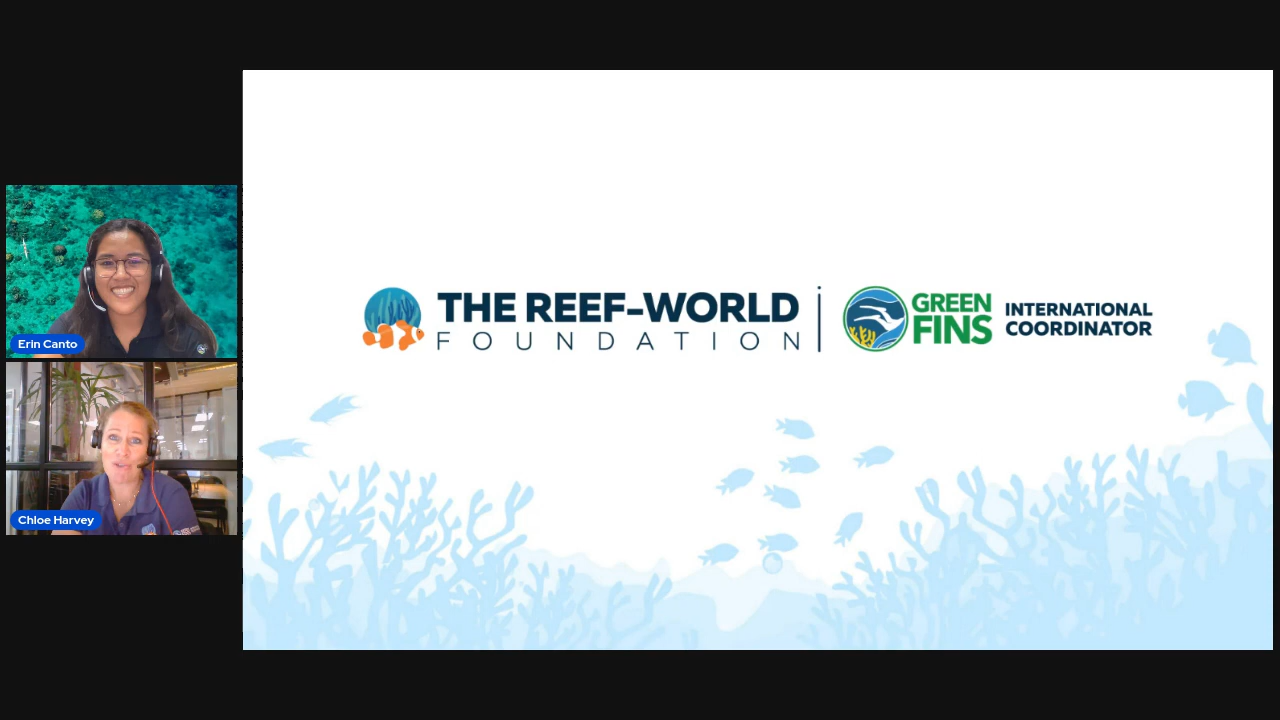 Erin Canto
Chloe Harvey
THE REEF-WORLD
FOUNDATION
GREEN
FINS
INTERNATIONAL
COORDINATOR